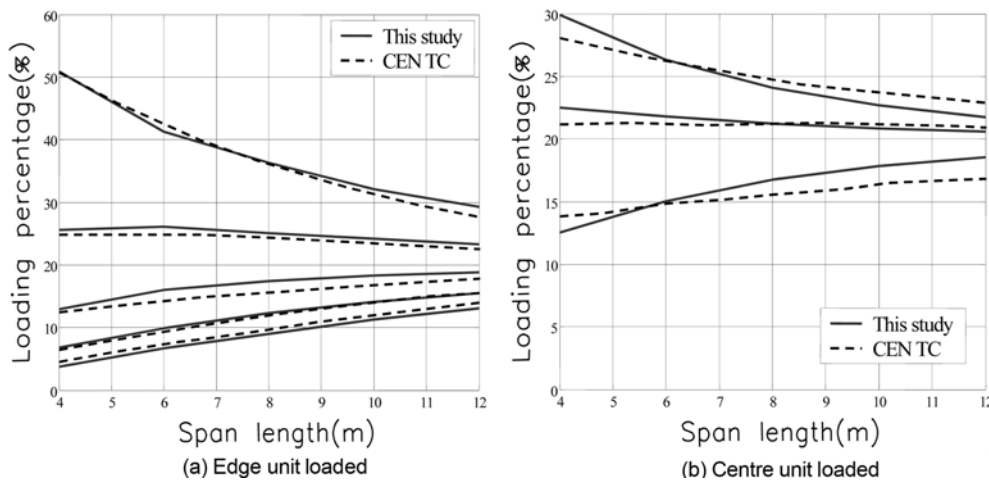 60
50
40
30
20
10
0
4 5 6 7 8 9 10 11 12
Loading percentage(%)
Span length(m)
This study
CEN TC
(a) Edge unit loaded
30
25
20
15
10
5
0
4 5 6 7 8 9 10 11 12
Loading percentage(%)
Span length(m)
This study
CEN TC
(b) Centre unit loaded